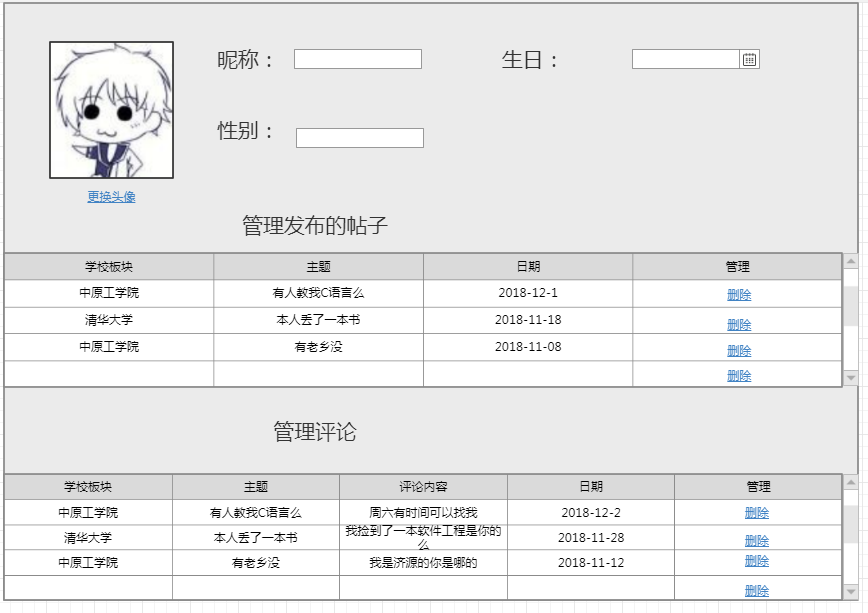 昵称：
生日：
性别：
更换头像
管理发布的帖子
学校板块 主题 日期 管理
中原工学院 有人教我C语言么 2018-12-1 删除
清华大学 本人丢了一本书 2018-11-18 删除
中原工学院 有老乡没 2018-11-08 删除
删除
管理评论
学校板块 主题 评论内容 日期 管理
中原工学院 有人教我C语言么 周六有时间可以找我 2018-12-2 删除
清华大学 本人丢了一本书 我捡到了一本软件工程是你的 2018-11-28 删除
么
中原工学院 有老乡没 我是济源的你是哪的 2018-11-12 删除
删除